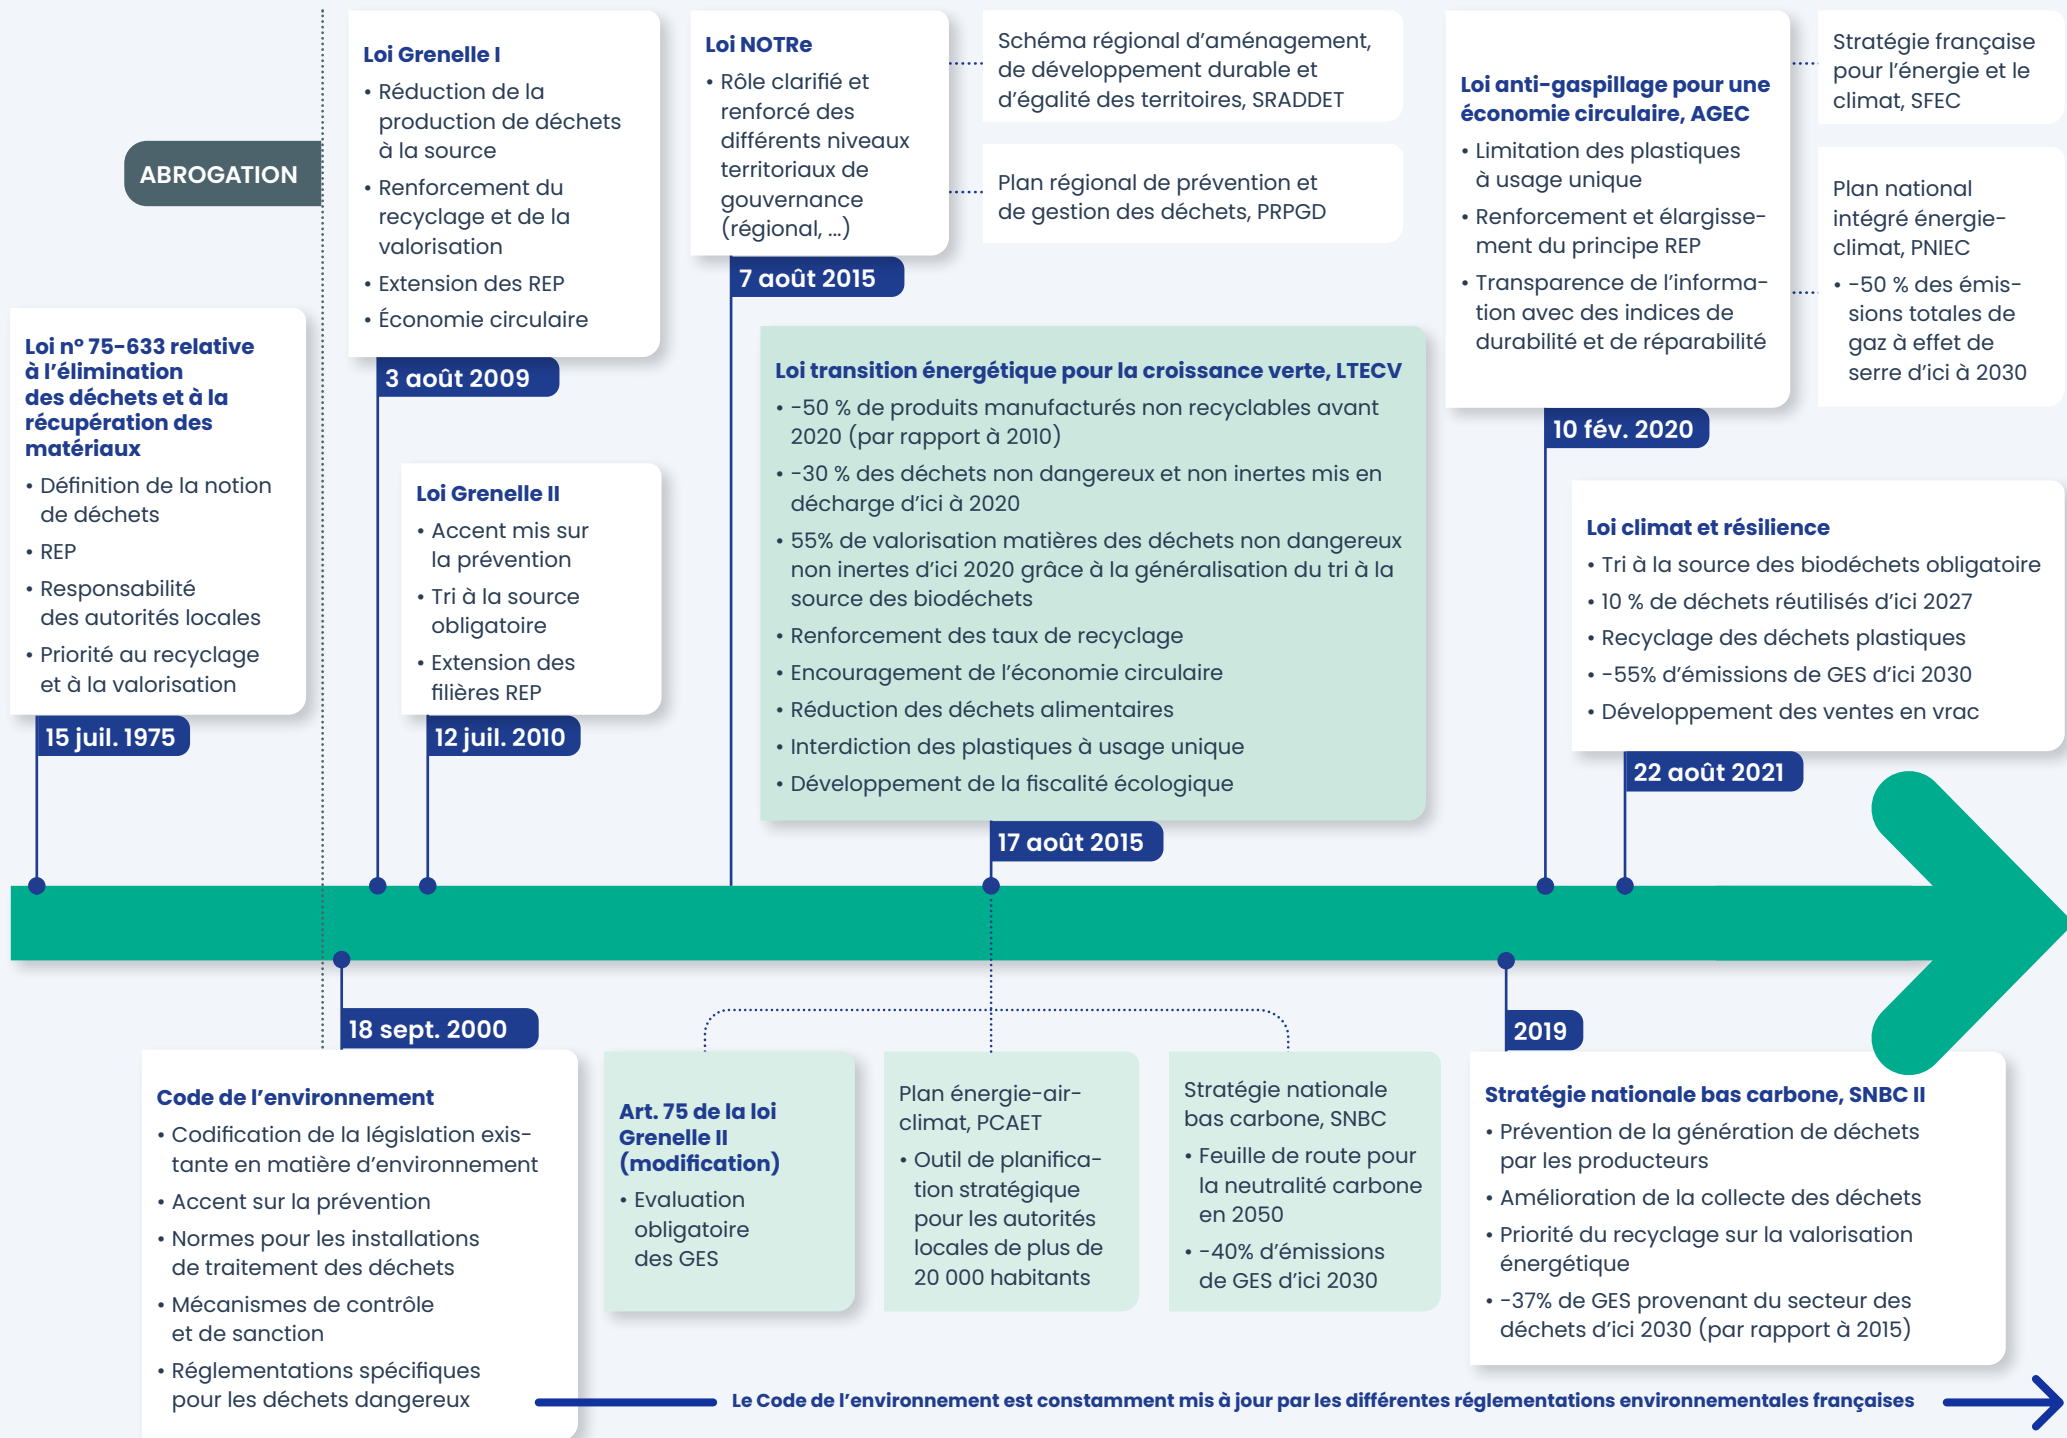 ABROGATION
Loi n° 75-633 relative
à l’élimination
des déchets et à la
récupération des
matériaux
• Définition de la notion
de déchets
• REP
• Responsabilité
des autorités locales
• Priorité au recyclage
et à la valorisation
15 juil. 1975
Loi Grenelle I
• Réduction de la
production de déchets
à la source
• Renforcement du
recyclage et de la
valorisation
• Extension des REP
• Économie circulaire
3 août 2009
Loi Grenelle II
• Accent mis sur
la prévention
• Tri à la source
obligatoire
• Extension des
filières REP
12 juil. 2010
Loi NOTRe
• Rôle clarifié et
renforcé des
différents niveaux
territoriaux de
gouvernance
(régional, ...)
7 août 2015
Schéma régional d’aménagement,
de développement durable et
d’égalité des territoires, SRADDET
Plan régional de prévention et
de gestion des déchets, PRPGD
Loi transition énergétique pour la croissance verte, LTECV
• -50 % de produits manufacturés non recyclables avant
2020 (par rapport à 2010)
• -30 % des déchets non dangereux et non inertes mis en
décharge d’ici à 2020
• 55% de valorisation matières des déchets non dangereux
non inertes d’ici 2020 grâce à la généralisation du tri à la
source des biodéchets
• Renforcement des taux de recyclage
• Encouragement de l’économie circulaire
• Réduction des déchets alimentaires
• Interdiction des plastiques à usage unique
• Développement de la fiscalité écologique
17 août 2015
Loi anti-gaspillage pour une
économie circulaire, AGEC
• Limitation des plastiques
à usage unique
• Renforcement et élargisse-
ment du principe REP
• Transparence de l’informa-
tion avec des indices de
durabilité et de réparabilité
10 fév. 2020
Stratégie française
pour l’énergie et le
climat, SFEC
Plan national
intégré énergie-
climat, PNIEC
• -50 % des émis-
sions totales de
gaz à effet de
serre d’ici à 2030
Loi climat et résilience
• Tri à la source des biodéchets obligatoire
• 10 % de déchets réutilisés d’ici 2027
• Recyclage des déchets plastiques
• -55% d’émissions de GES d’ici 2030
• Développement des ventes en vrac
22 août 2021
18 sept. 2000
Code de l’environnement
• Codification de la législation exis-
tante en matière d’environnement
• Accent sur la prévention
• Normes pour les installations
de traitement des déchets
• Mécanismes de contrôle
et de sanction
• Réglementations spécifiques
pour les déchets dangereux
Art. 75 de la loi
Grenelle II
(modification)
• Evaluation
obligatoire
des GES
Plan énergie-air-
climat, PCAET
• Outil de planifica-
tion stratégique
pour les autorités
locales de plus de
20 000 habitants
Stratégie nationale
bas carbone, SNBC
• Feuille de route pour
la neutralité carbone
en 2050
• -40% d’émissions
de GES d’ici 2030
2019
Stratégie nationale bas carbone, SNBC II
• Prévention de la génération de déchets
par les producteurs
• Amélioration de la collecte des déchets
• Priorité du recyclage sur la valorisation
énergétique
• -37% de GES provenant du secteur des
déchets d’ici 2030 (par rapport à 2015)
Le Code de l’environnement est constamment mis à jour par les différentes réglementations environnementales françaises